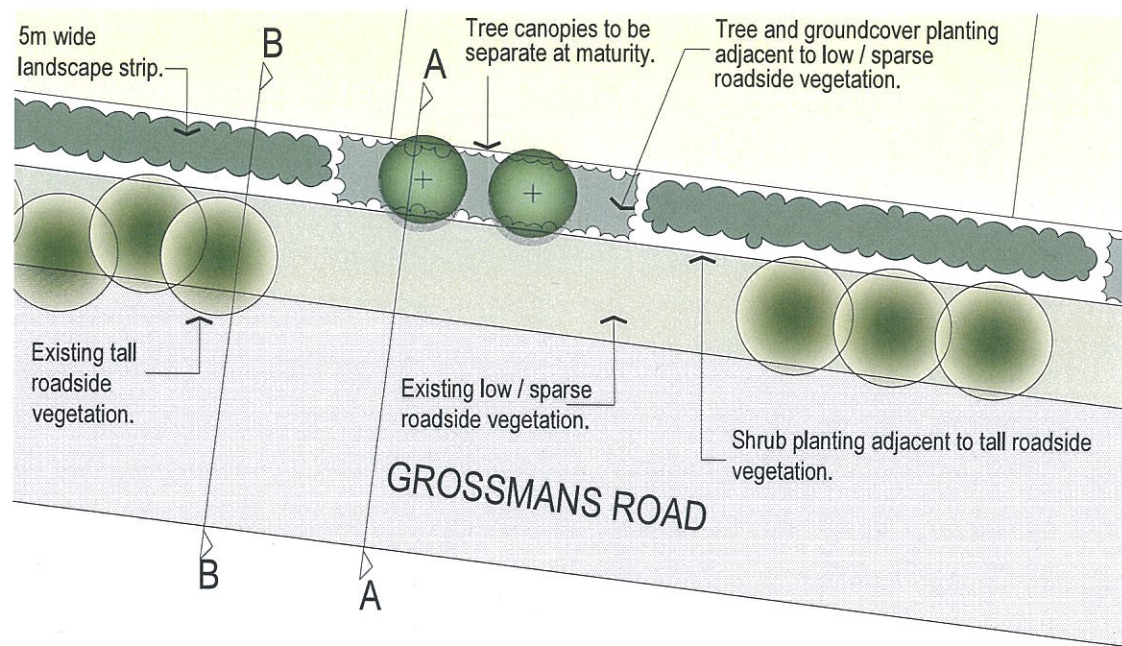 5m wide
landscape strip.
B
A
Tree canopies to be
separate at maturity.
Tree and groundcover planting
adjacent to low / sparse
roadside vegetation.
Existing tall
roadside
vegetation.
Existing low / sparse
roadside vegetation.
Shrub planting adjacent to tall roadside
vegetation.
GROSSMANS ROAD
B
A